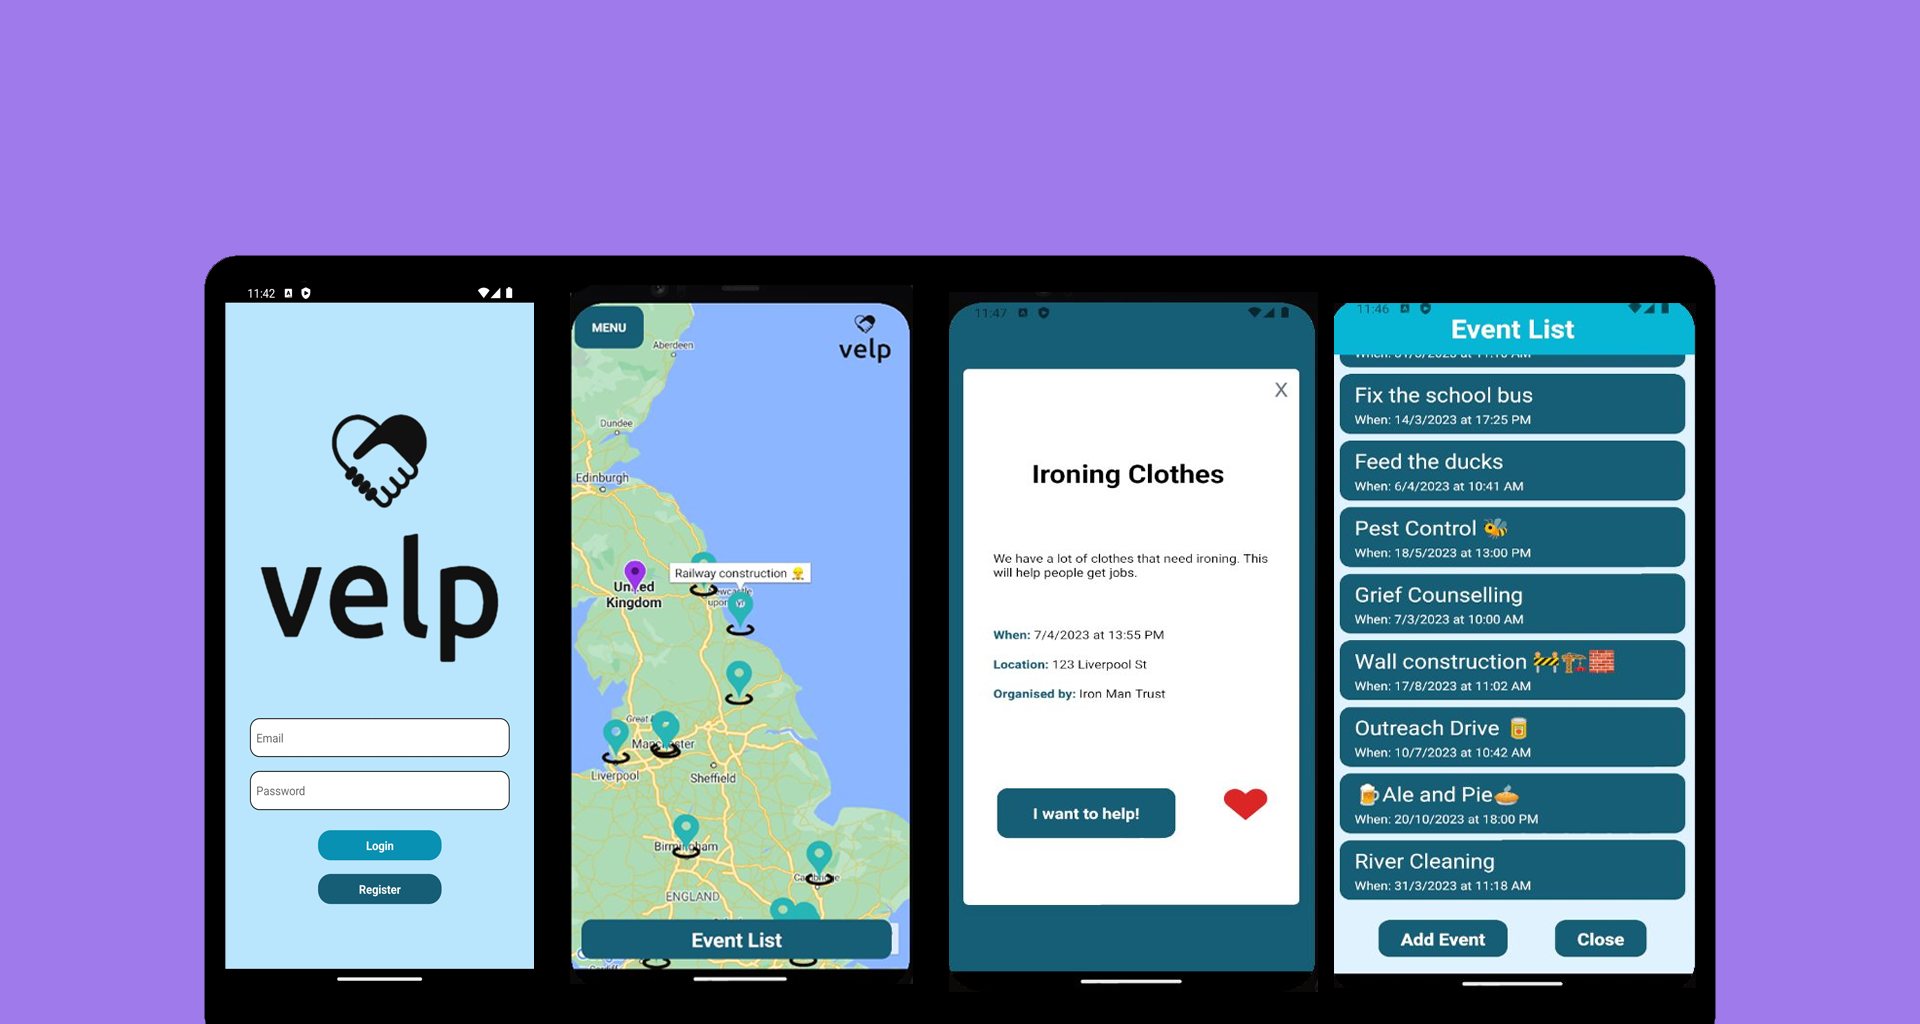 11:42
velp
Email
Password
Login
Register
MENU
velp
Aberdeen
Dundee
Edinburgh
Railway construction 👷
United
Kingdom
Newcastle
upon
Great
Manchester
Liverpool
Sheffield
Birmingham
Cambridge
ENGLAND
Event List
Cardiff
11:47
X
Ironing Clothes
We have a lot of clothes that need ironing. This
will help people get jobs.
When: 7/4/2023 at 13:55 PM
Location: 123 Liverpool St
Organised by: Iron Man Trust
I want to help!
11:46
Event List
Fix the school bus
When: 14/3/2023 at 17:25 PM
Feed the ducks
When: 6/4/2023 at 10:41 AM
Pest Control 🐝
When: 18/5/2023 at 13:00 PM
Grief Counselling
When: 7/3/2023 at 10:00 AM
Wall construction 🚧🏗️🧱
When: 17/8/2023 at 11:02 AM
Outreach Drive 🥫
When: 10/7/2023 at 10:42 AM
🍺Ale and Pie🥧
When: 20/10/2023 at 18:00 PM
River Cleaning
When: 31/3/2023 at 11:18 AM
Add Event
Close